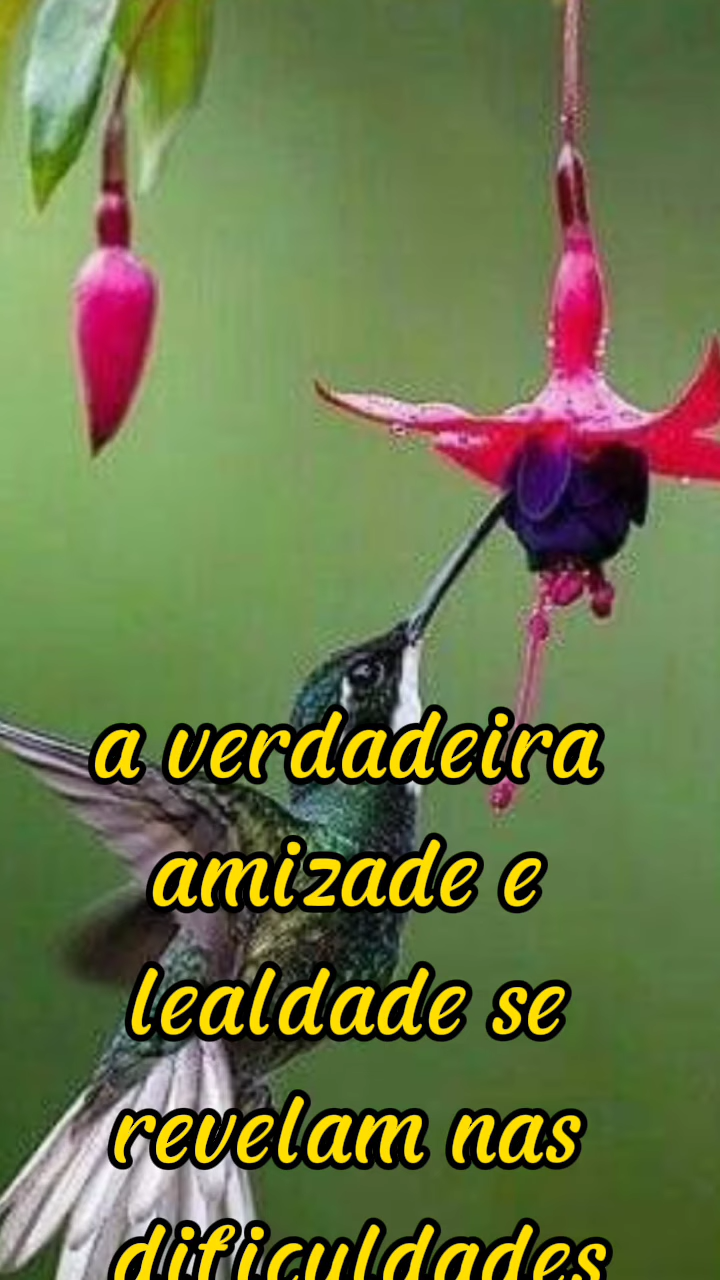 a verdadeira
amizade e
lealdade se
revelam nas
dificuldades